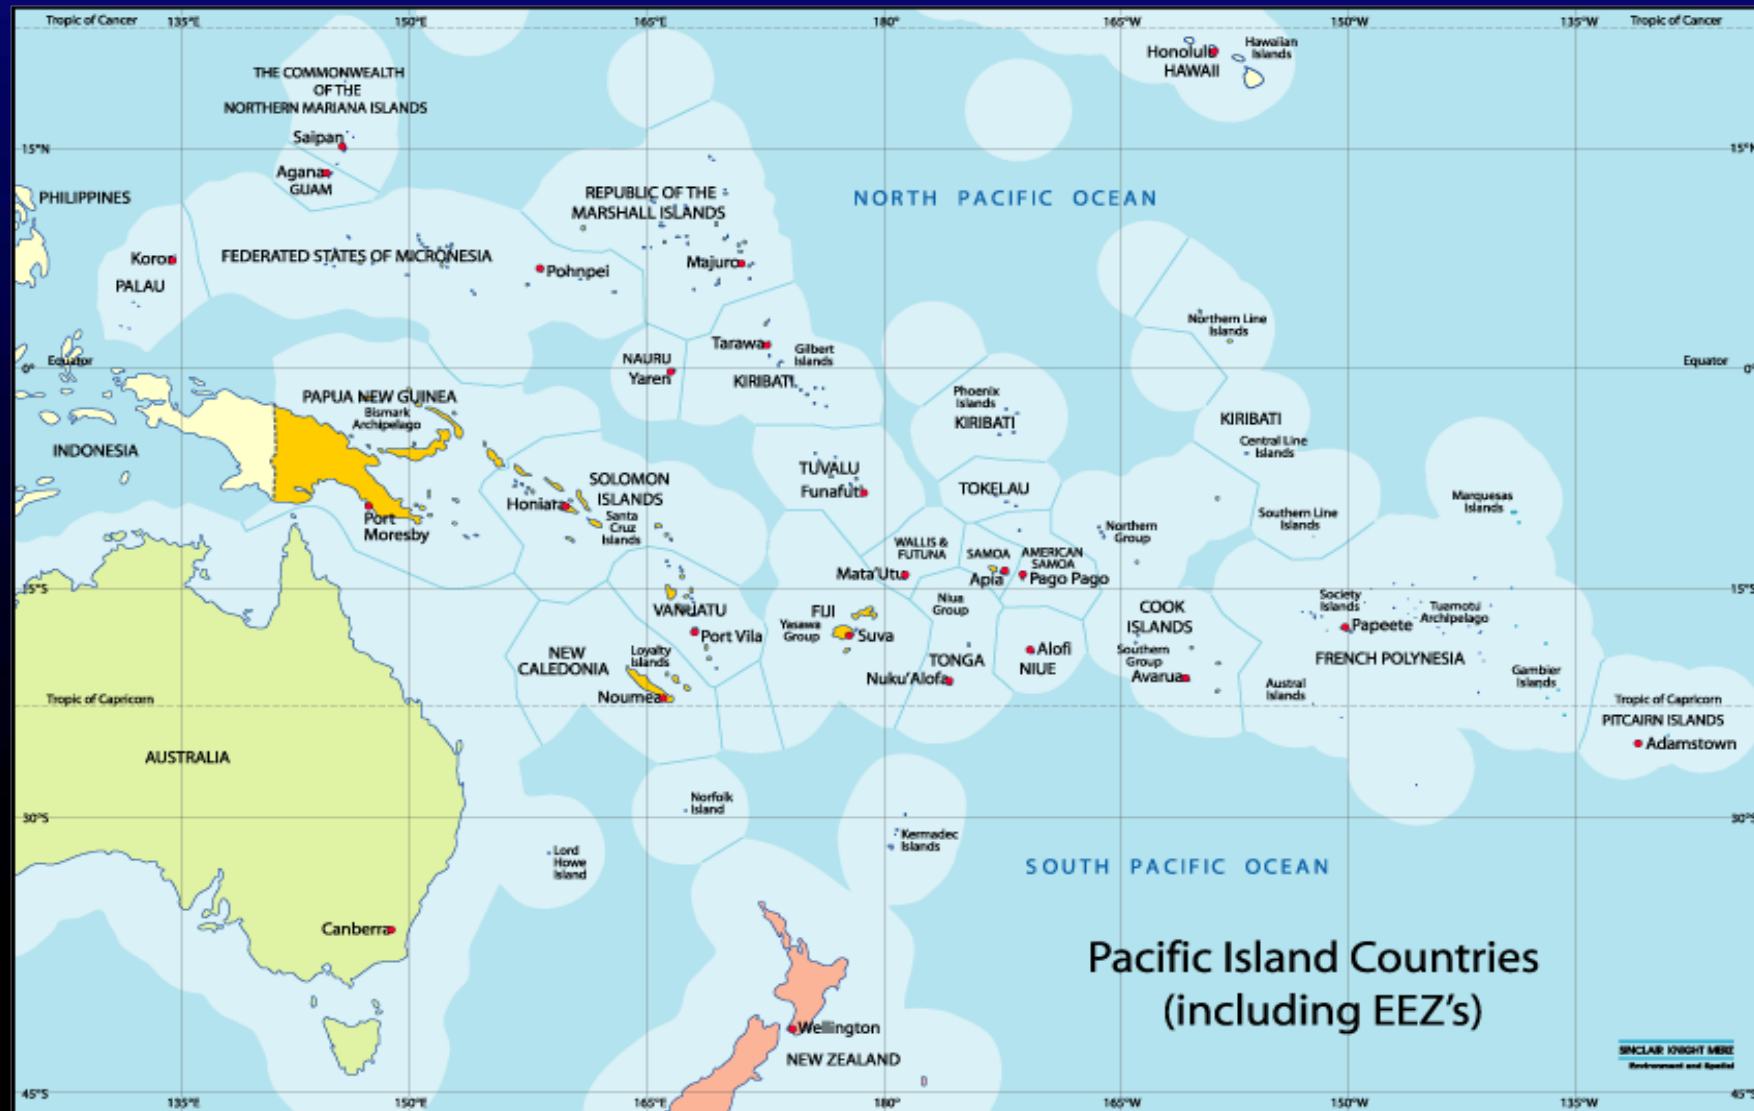 Tropic of Cancer
135°E
150°E
165°E
180°
165°W
150°W
135°W
Tropic of Cancer
Honolulu
HAWAII
Hawaiian
Islands
THE COMMONWEALTH
OF THE
NORTHERN MARIANA ISLANDS
Saipan
15°N
15°N
Agana
GUAM
PHILIPPINES
REPUBLIC OF THE
MARSHALL ISLANDS
NORTH PACIFIC OCEAN
Koror
PALAU
FEDERATED STATES OF MICRONESIA
Pohnpei
Majuro
Northern Line
Islands
Tarawa
Gilbert
Islands
KIRIBATI
NAURU
Yaren
Equator
0°
Equator
0°
PAPUA NEW GUINEA
Bismark
Archipelago
Phoenix
Islands
KIRIBATI
KIRIBATI
Central Line
Islands
INDONESIA
SOLOMON
ISLANDS
Honiara
Santa
Cruz
Islands
TUVALU
Funafuti
TOKELAU
Marquesas
Islands
Southern Line
Islands
Port
Moresby
Northern
Group
WALLIS &
FUTUNA
SAMOA
AMERICAN
SAMOA
Mata'Utu
Apia
Pago Pago
15°S
15°S
VANUATU
Port Vila
FIJI
Yasawa
Group
Suva
Niua
Group
COOK
ISLANDS
Society
Islands
Papeete
Tuamotu
Archipelago
NEW
CALEDONIA
Loyalty
Islands
Noumea
TONGA
Nuku'Alofa
Alofi
NIUE
Southern
Group
Avarua
FRENCH POLYNESIA
Austral
Islands
Gambier
Islands
Tropic of Capricorn
Tropic of Capricorn
PITCAIRN ISLANDS
Adamstown
AUSTRALIA
Norfolk
Island
30°S
30°S
Kermadec
Islands
Lord
Howe
Island
SOUTH PACIFIC OCEAN
Canberra
Pacific Island Countries
(including EEZ's)
Wellington
NEW ZEALAND
SINCLAIR KNIGHT MERZ
Environment and Spatial
45°S
135°E
150°E
165°E
180°
165°W
150°W
135°W
45°S